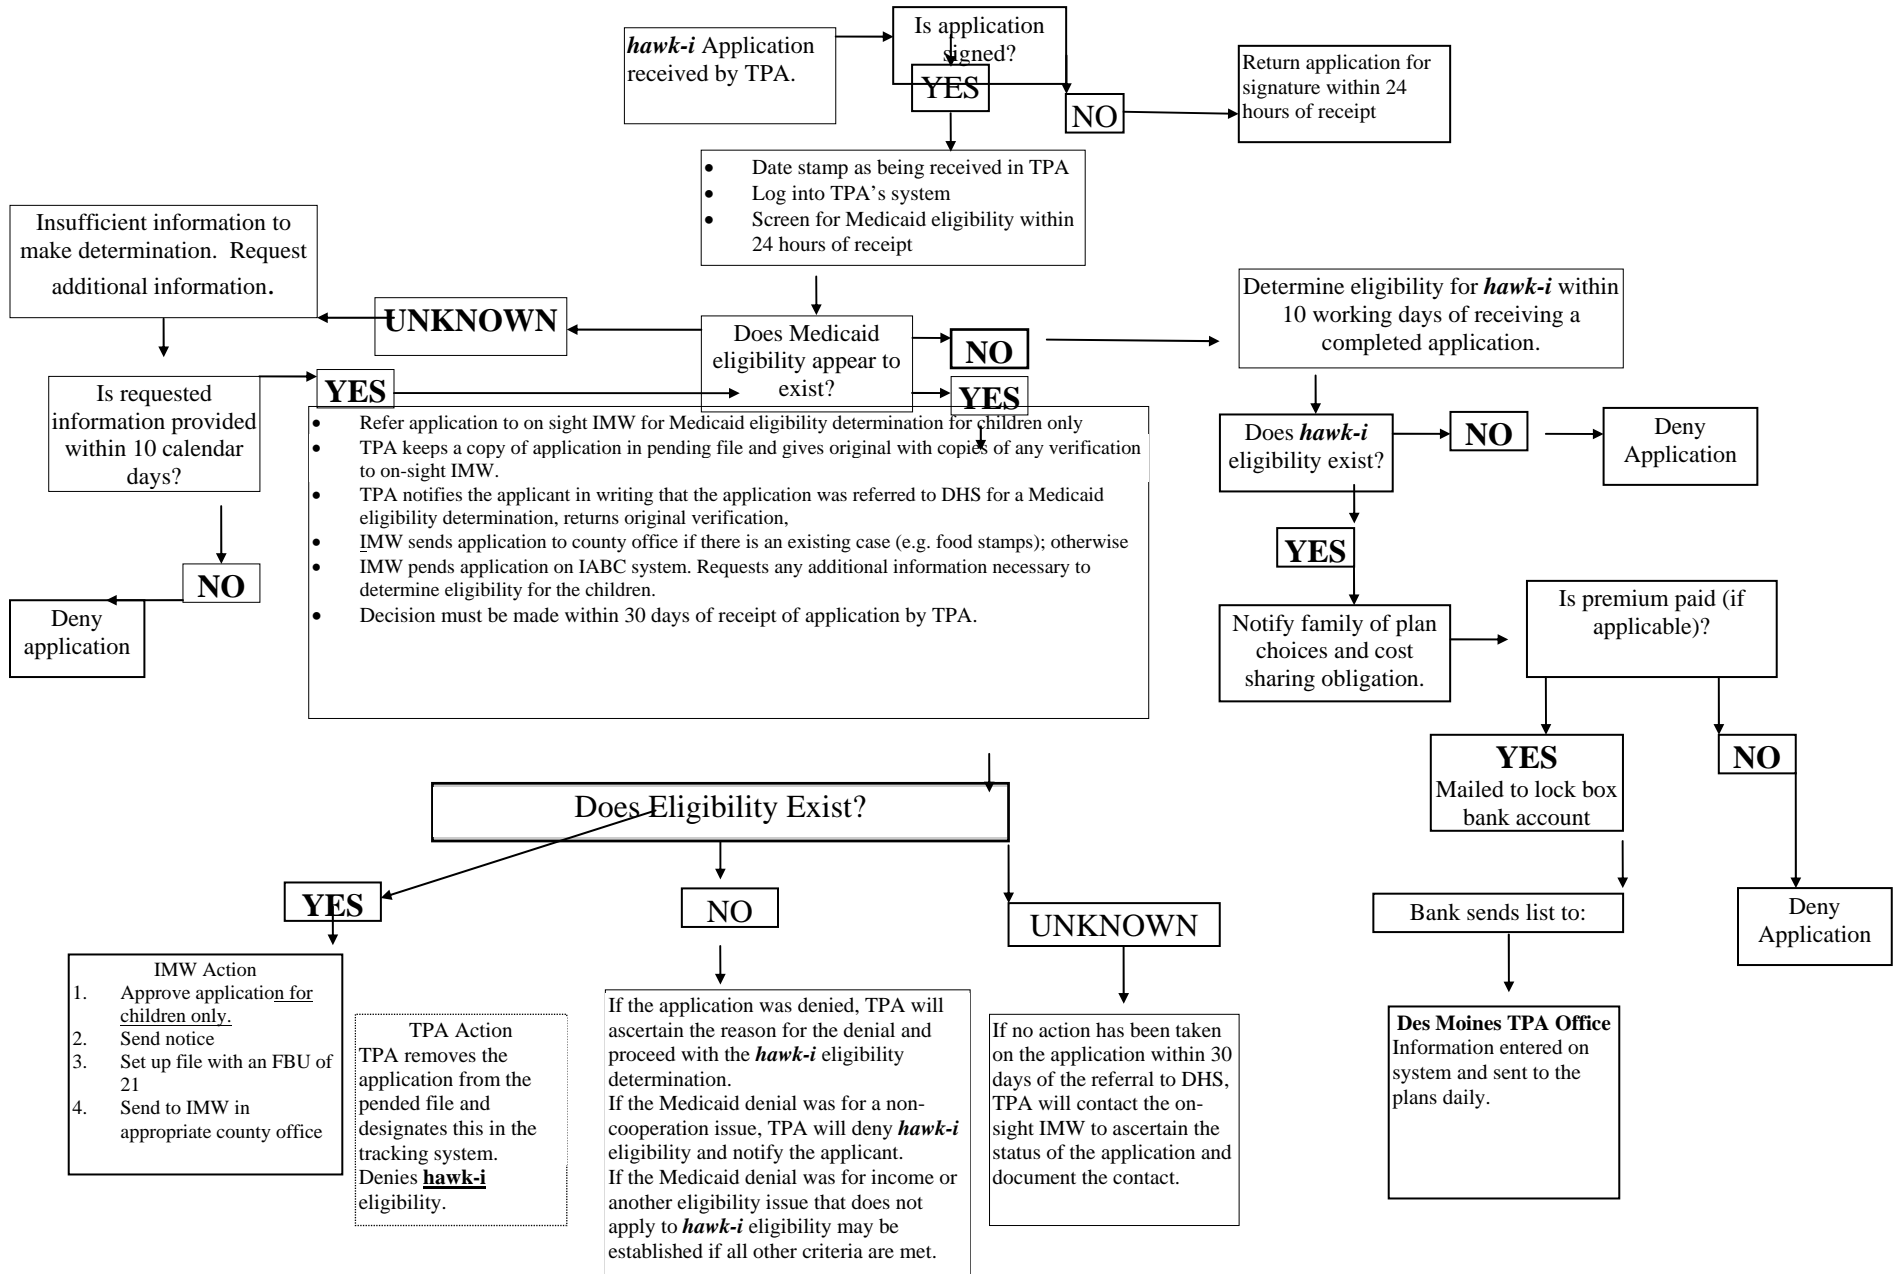 hawk-i Application
received by TPA.
Is application
signed?
YES
NO
Return application for
signature within 24
hours of receipt
• Date stamp as being received in TPA
• Log into TPA's system
• Screen for Medicaid eligibility within
24 hours of receipt
Insufficient information to
make determination. Request
additional information.
UNKNOWN
Does Medicaid
eligibility appear to
exist?
NO
YES
Determine eligibility for hawk-i within
10 working days of receiving a
completed application.
Is requested
information provided
within 10 calendar
days?
YES
NO
Deny
application
• Refer application to on sight IMW for Medicaid eligibility determination for children only
• TPA keeps a copy of application in pending file and gives original with copies of any verification
to on-sight IMW.
• TPA notifies the applicant in writing that the application was referred to DHS for a Medicaid
eligibility determination, returns original verification,
• IMW sends application to county office if there is an existing case (e.g. food stamps); otherwise
• IMW pends application on IABC system. Requests any additional information necessary to
determine eligibility for the children.
• Decision must be made within 30 days of receipt of application by TPA.
Does hawk-i
eligibility exist?
NO
Deny
Application
YES
Notify family of plan
choices and cost
sharing obligation.
Is premium paid (if
applicable)?
YES
Mailed to lock box
bank account
NO
Deny
Application
Bank sends list to:
Des Moines TPA Office
Information entered on
system and sent to the
plans daily.
Does Eligibility Exist?
YES
NO
UNKNOWN
IMW Action
1. Approve application for
children only.
2. Send notice
3. Set up file with an FBU of
21
4. Send to IMW in
appropriate county office
TPA Action
TPA removes the
application from the
pended file and
designates this in the
tracking system.
Denies hawk-i
eligibility.
If the application was denied, TPA will
ascertain the reason for the denial and
proceed with the hawk-i eligibility
determination.
If the Medicaid denial was for a non-
cooperation issue, TPA will deny hawk-i
eligibility and notify the applicant.
If the Medicaid denial was for income or
another eligibility issue that does not
apply to hawk-i eligibility may be
established if all other criteria are met.
If no action has been taken
on the application within 30
days of the referral to DHS,
TPA will contact the on-
sight IMW to ascertain the
status of the application and
document the contact.